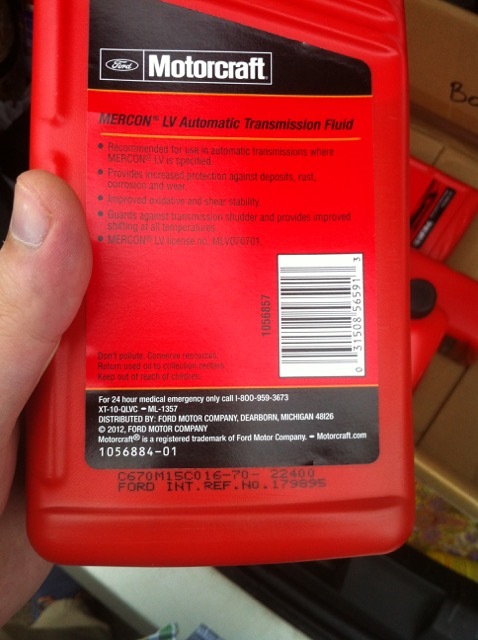 Ford
Motorcraft
MERCON® LV Automatic Transmission Fluid
• Recommended for use in automatic transmissions where
MERCON® LV is specified.
• Provides increased protection against deposits, rust,
corrosion and wear.
• Improved oxidative and shear stability.
• Guards against transmission shudder and provides improved
shifting at all temperatures.
• MERCON® LV license no. MLV070701.
1056857
0 31508 56591 3
Don't pollute. Conserve resources.
Return used oil to collection centers.
Keep out of reach of children.
For 24 hour medical emergency only call 1-800-959-3673
XT-10-QLVC ➡ ML-1357
DISTRIBUTED BY: FORD MOTOR COMPANY, DEARBORN, MICHIGAN 48126
© 2012, FORD MOTOR COMPANY
Motorcraft® is a registered trademark of Ford Motor Company. ➡ Motorcraft.com
1056884-01
C670M15C016-70- 22400
FORD INT.REF.NO.179895